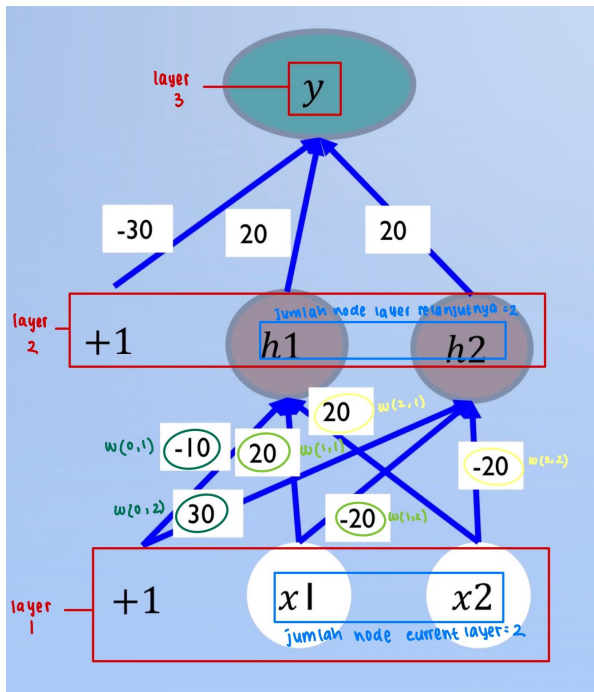 layer
3
y
-30
20
20
layer
2
+1
jumlah node layer selanjutnya = 2
h1
h2
w(0,1)
-10
20
w(1,1)
20
w(2,1)
w(0,2)
30
-20
w(1,2)
-20
w(2,2)
layer
1
+1
x1
x2
jumlah node current layer = 2